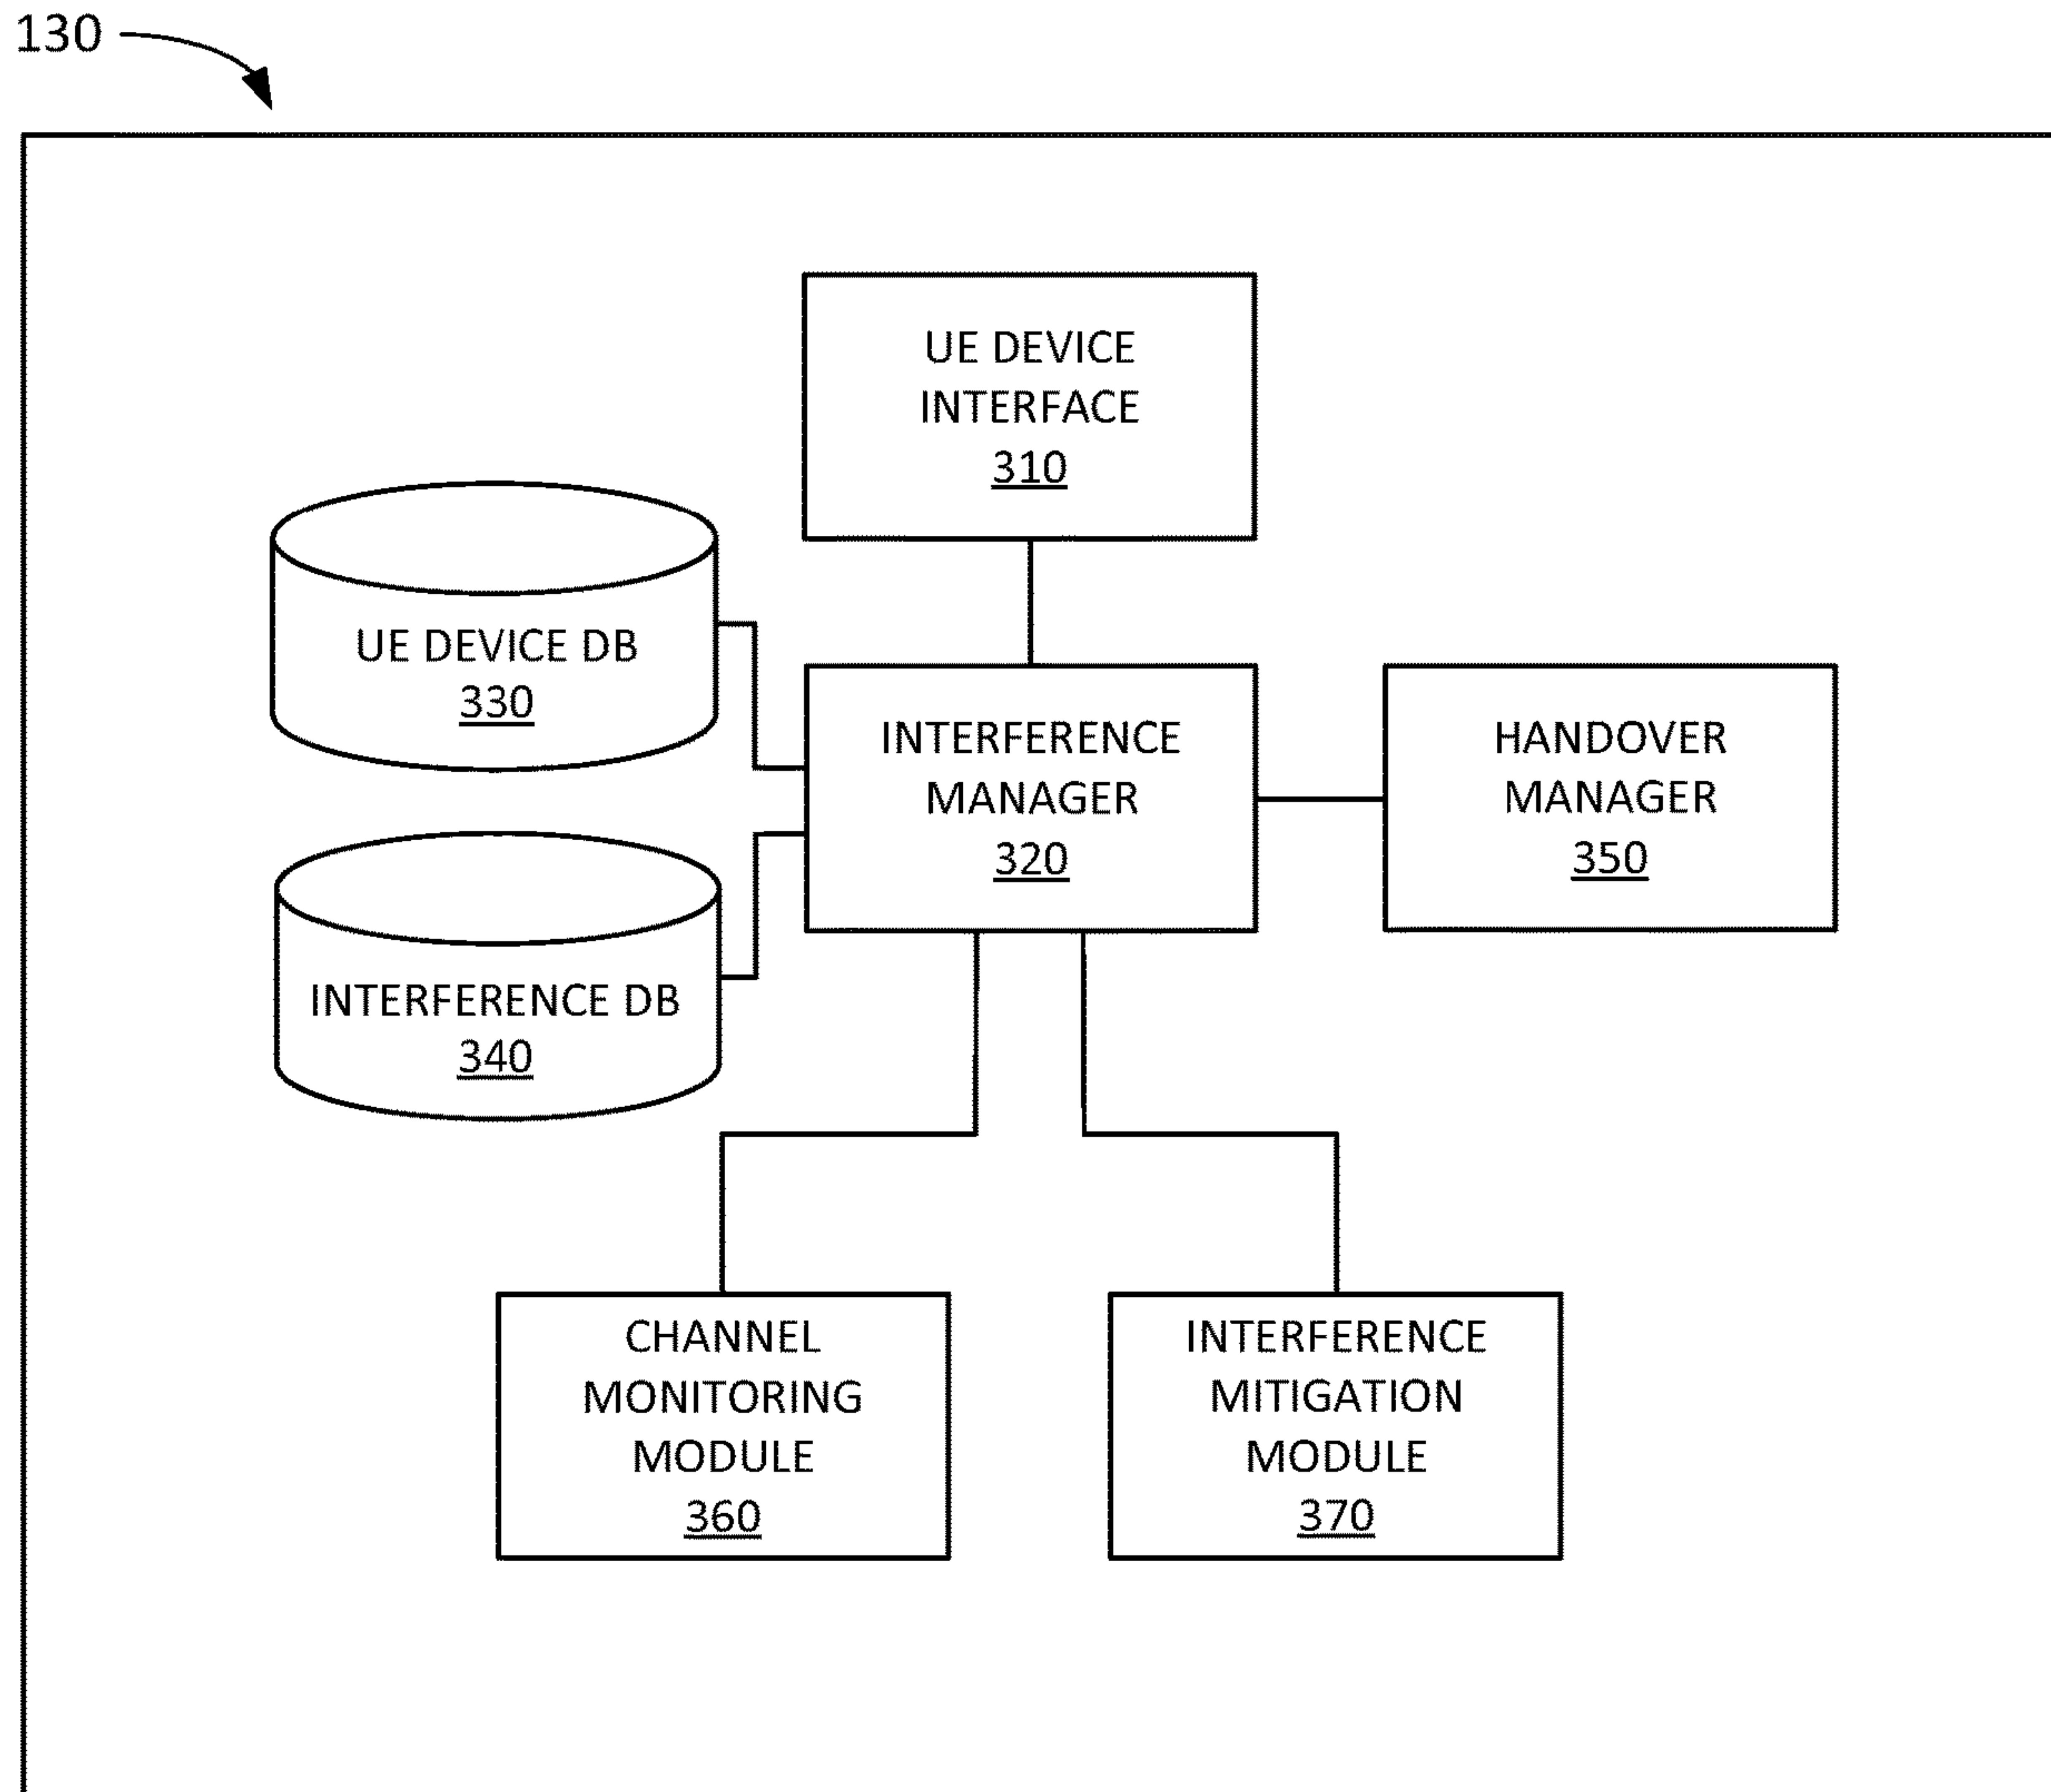 130
UE DEVICE
INTERFACE
310
UE DEVICE DB
330
INTERFERENCE
MANAGER
320
HANDOVER
MANAGER
350
INTERFERENCE DB
340
CHANNEL
MONITORING
MODULE
360
INTERFERENCE
MITIGATION
MODULE
370